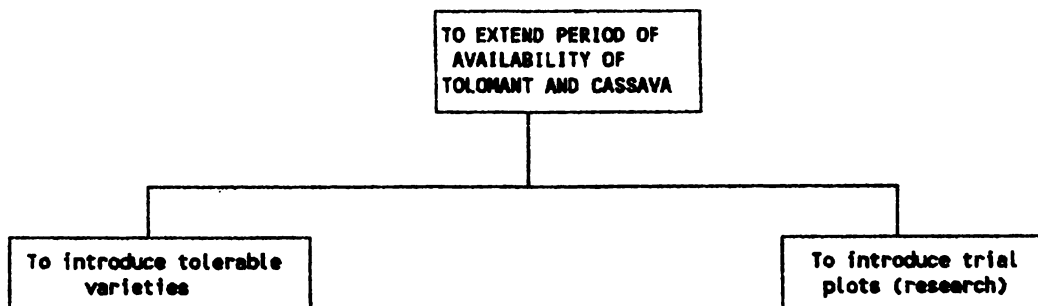 TO EXTEND PERIOD OF
AVAILABILITY OF
TOLOMANT AND CASSAVA
To introduce tolerable
varieties
To introduce trial
plots (research)